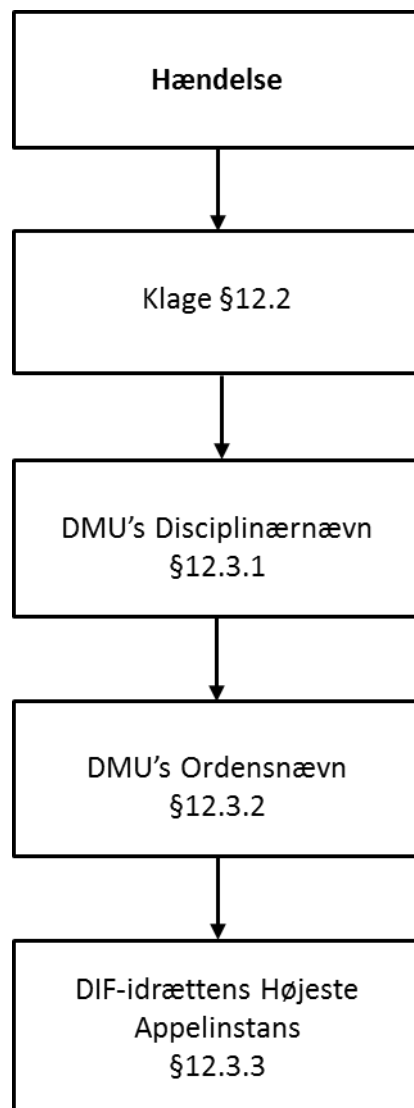 Hændelse
Klage §12.2
DMU's Disciplinærnævn
§12.3.1
DMU's Ordensnævn
§12.3.2
DIF-idrættens Højeste
Appelinstans
§12.3.3